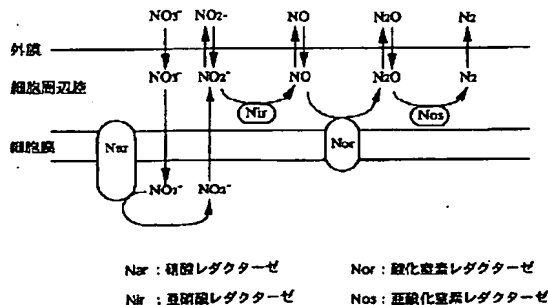 NO3- NO2- NO N2O N2
外膜
NO3- NO2- NO N2O N2
細胞周辺腔
Nir Nos
細胞膜
Nar Nor
NO3- NO2-
Nar：硝酸レダクターゼ Nor：酸化窒素レダクターゼ
Nir：亜硝酸レダクターゼ Nos：亜酸化窒素レダクターゼ